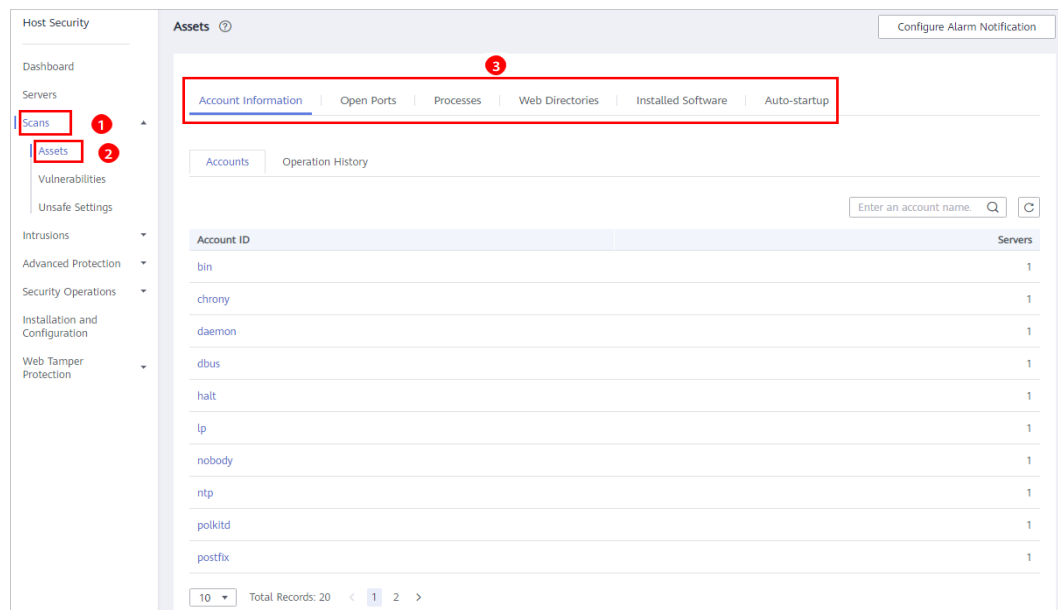 Host Security
Dashboard
Servers
Scans 1
Assets 2
Vulnerabilities
Unsafe Settings
Intrusions
Advanced Protection
Security Operations
Installation and
Configuration
Web Tamper
Protection
Assets ?
Configure Alarm Notification
3
Account Information Open Ports Processes Web Directories Installed Software Auto-startup
Accounts Operation History
Enter an account name.
Account ID Servers
bin 1
chrony 1
daemon 1
dbus 1
halt 1
lp 1
nobody 1
ntp 1
polkitd 1
postfix 1
10 Total Records: 20 < 1 2 >